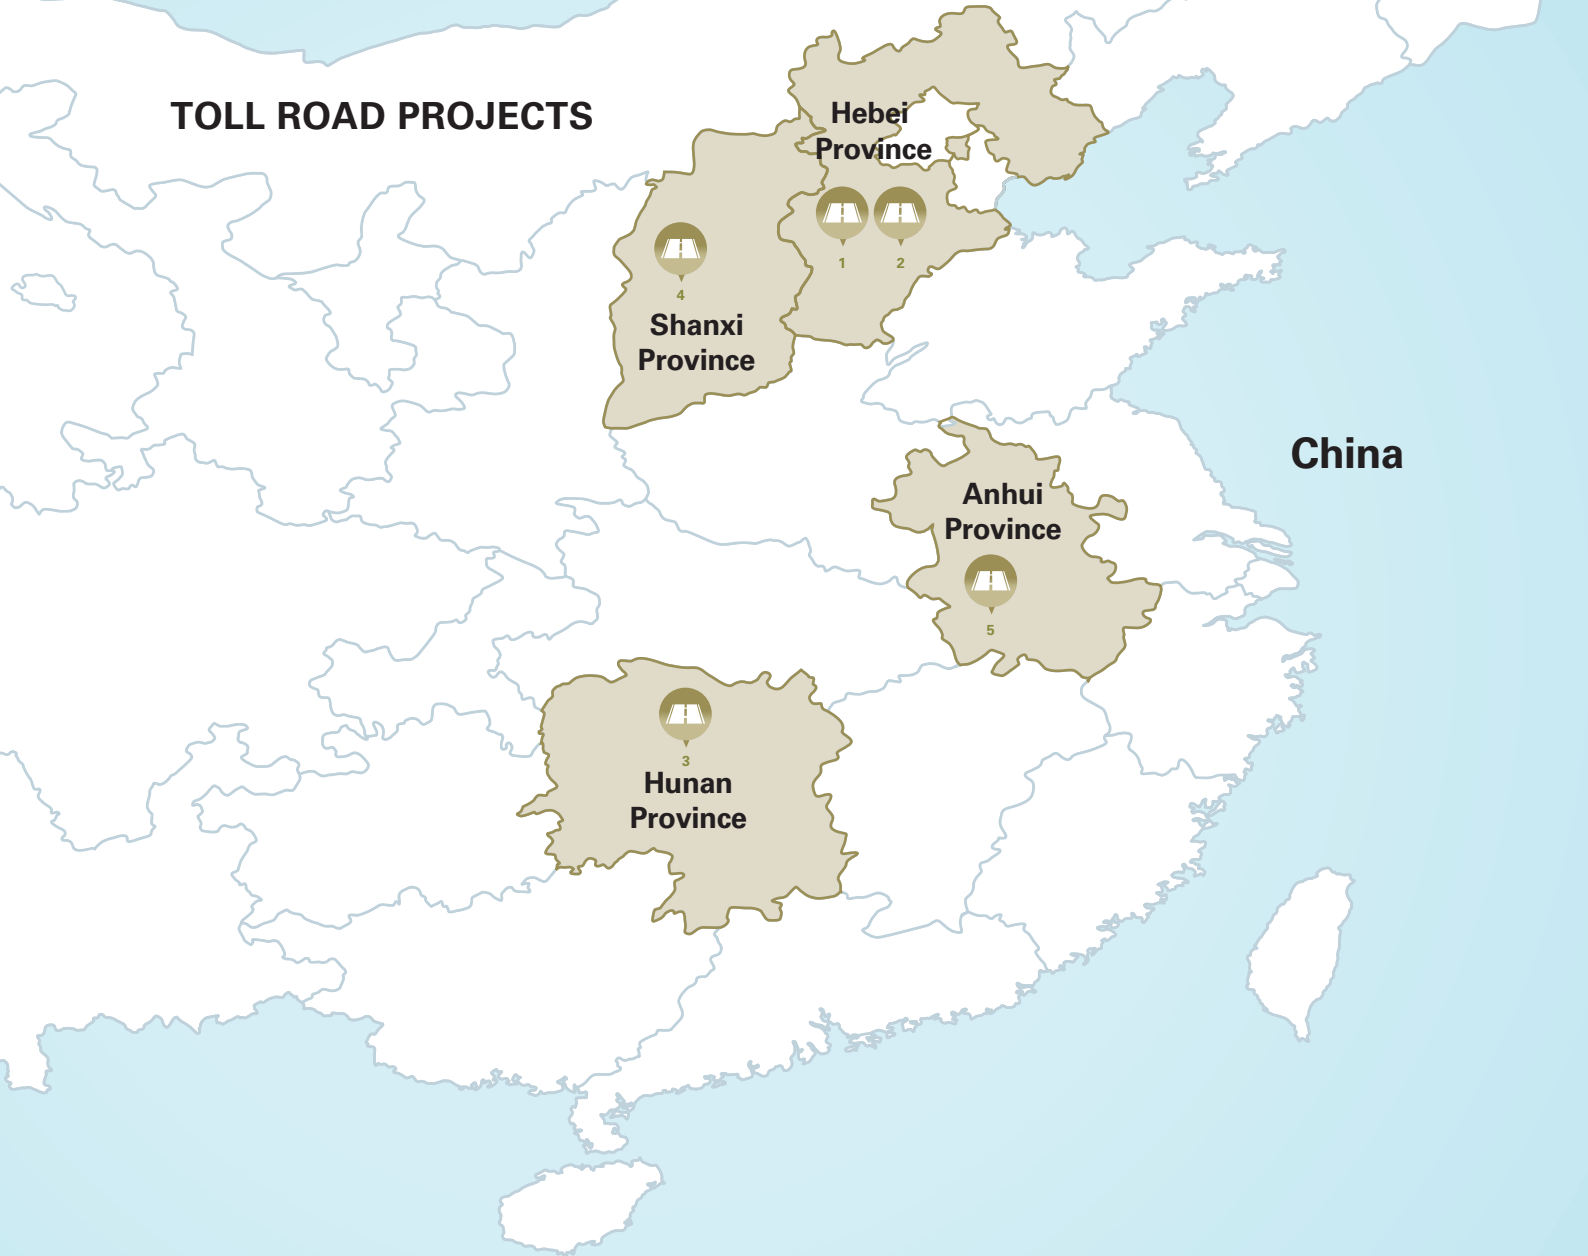 TOLL ROAD PROJECTS
Hebei
Province
1
2
4
Shanxi
Province
China
Anhui
Province
5
3
Hunan
Province